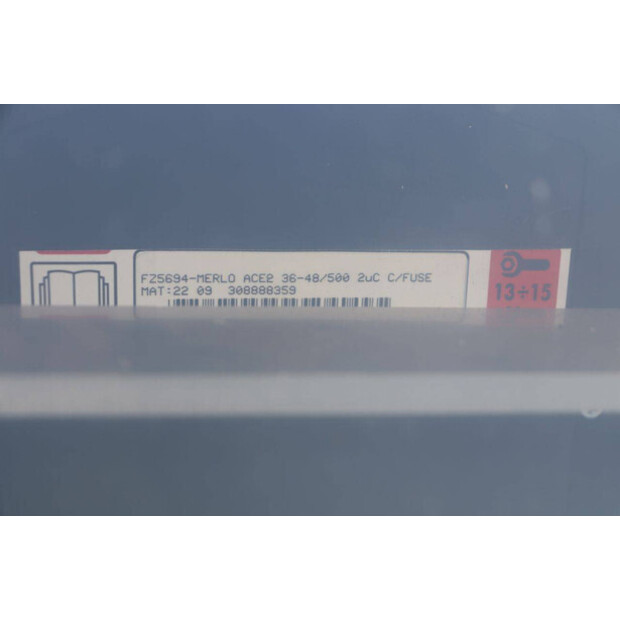 FZ5694-MERLO ACE2 36-48/500 2uC C/FUSE
MAT:22 09 308888359
13÷15